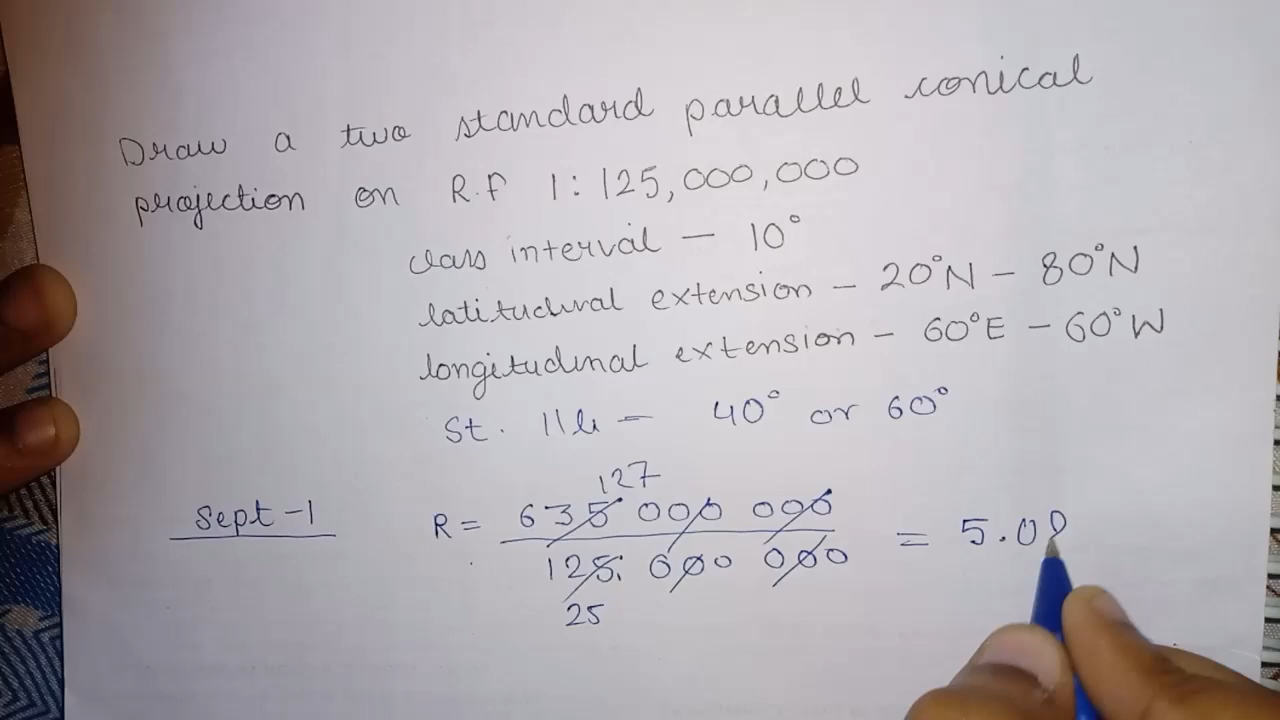 Draw a two standard parallel conical
projection on R.F 1:125,000,000
class interval – 10°
latitudinal extension – 20°N – 80°N
longitudinal extension – 60°E – 60°W
St. 11li – 40° or 60°
127
Sept-1 R = 635 000 000 = 5.08
125. 000 000
25